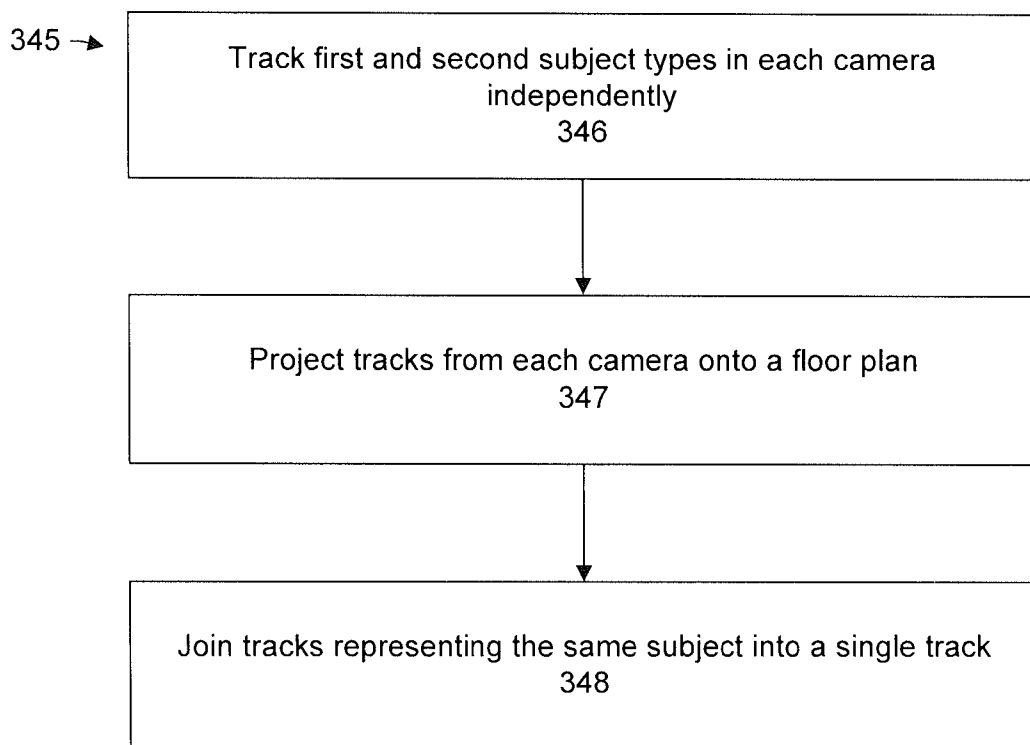 345
Track first and second subject types in each camera
independently
346
Project tracks from each camera onto a floor plan
347
Join tracks representing the same subject into a single track
348